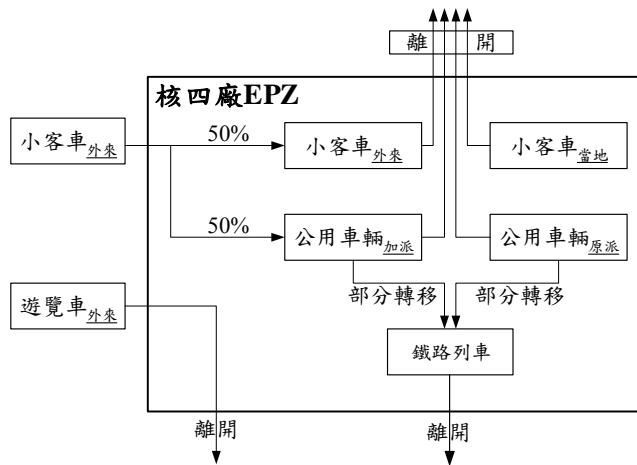 離 開
核四廠EPZ
小客車外來
50%
小客車外來
小客車當地
50%
公用車輛加派
公用車輛原派
遊覽車外來
部分轉移
部分轉移
鐵路列車
離開
離開